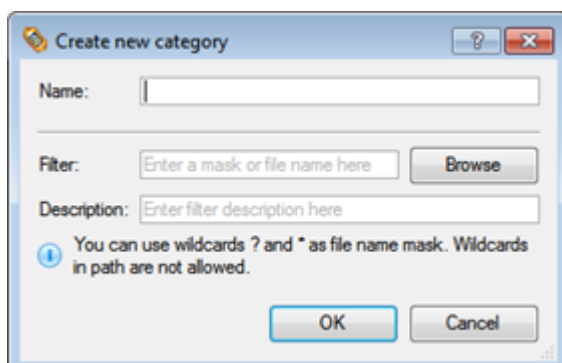 Create new category
Name:
Filter: Enter a mask or file name here Browse
Description: Enter filter description here
You can use wildcards ? and * as file name mask. Wildcards
in path are not allowed.
OK Cancel